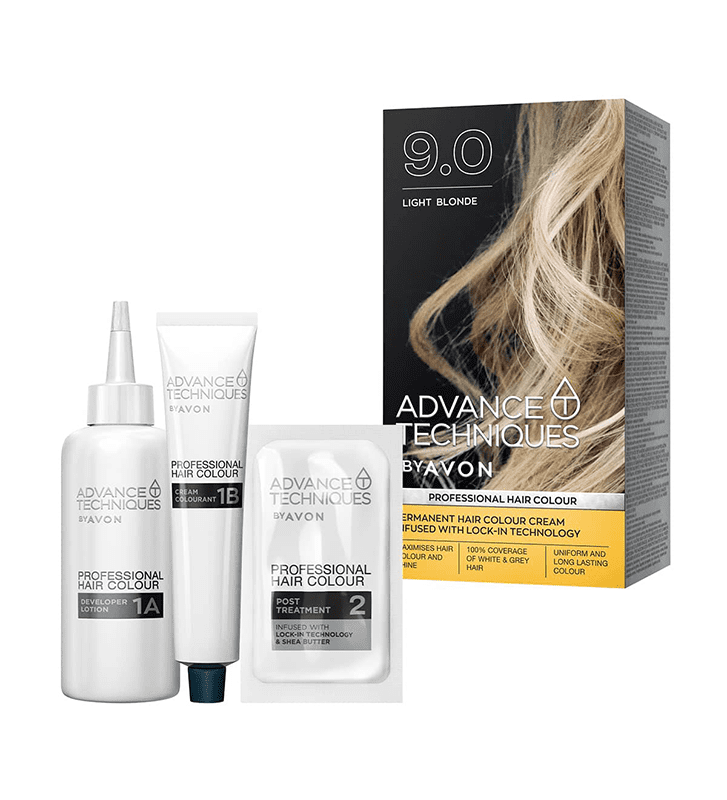 9.0
LIGHT BLONDE
ADVANCE
TECHNIQUES
BY AVON
PROFESSIONAL HAIR COLOUR
ERMANENT HAIR COLOUR CREAM
NFUSED WITH LOCK-IN TECHNOLOGY
AXIMISES HAIR
OLOUR AND
HINE
100% COVERAGE
OF WHITE & GREY
HAIR
UNIFORM AND
LONG LASTING
COLOUR
ADVANCE
TECHNIQUES
BY AVON
PROFESSIONAL
HAIR COLOUR
DEVELOPER
LOTION 1A
ADVANCE
TECHNIQUES
BY AVON
PROFESSIONAL
HAIR COLOUR
CREAM
COLOURANT 1B
ADVANCE
TECHNIQUES
BY AVON
PROFESSIONAL
HAIR COLOUR
POST
TREATMENT 2
INFUSED WITH
LOCK-IN TECHNOLOGY
& SHEA BUTTER